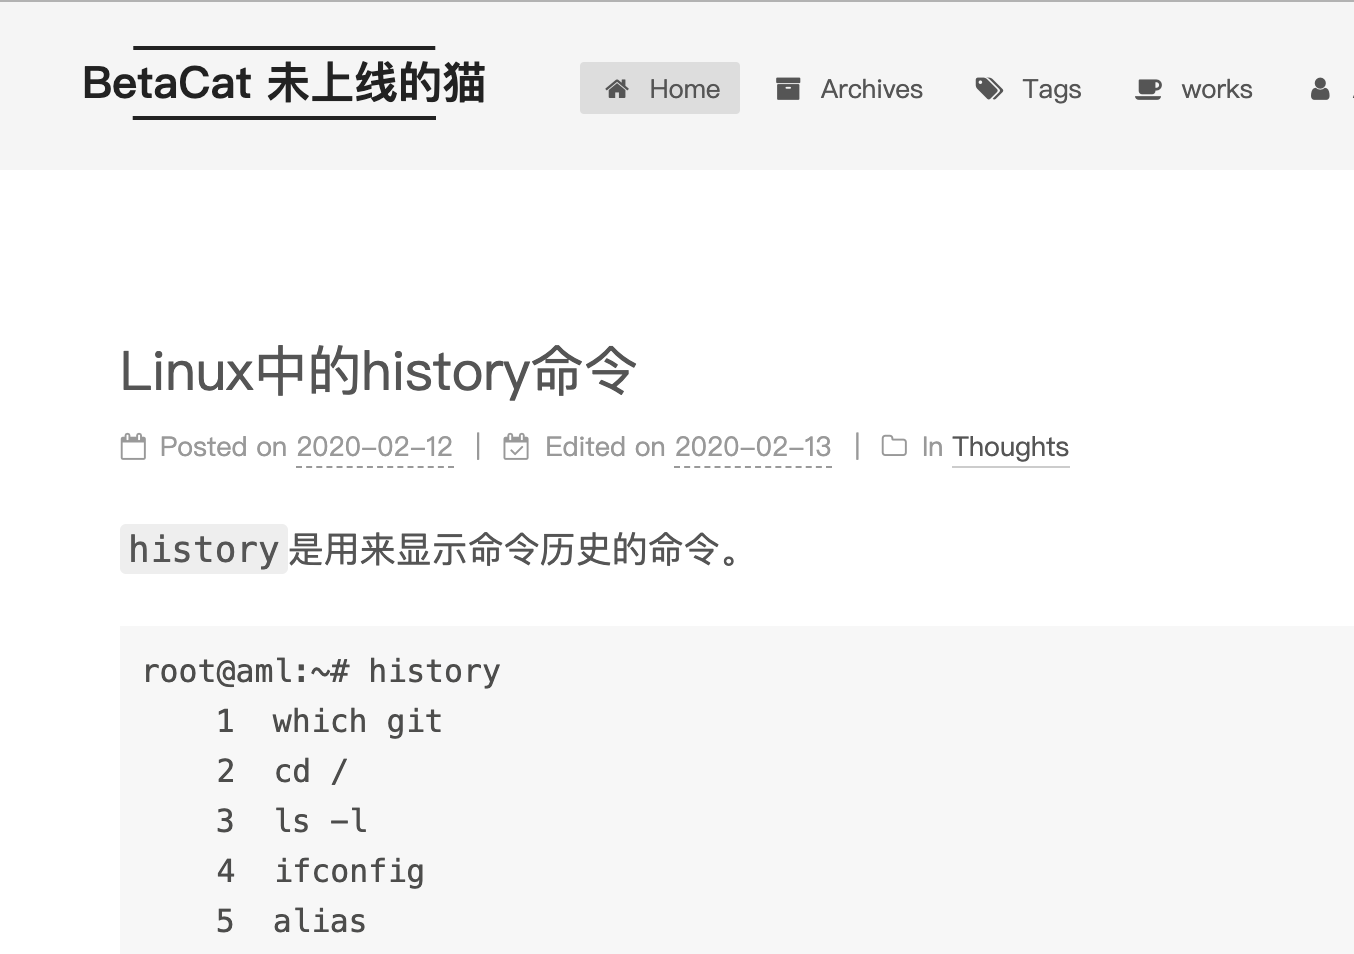 BetaCat 未上线的猫
Home Archives Tags works
Linux中的history命令
Posted on 2020-02-12 | Edited on 2020-02-13 | In Thoughts
history是用来显示命令历史的命令。
root@aml:~# history
1 which git
2 cd /
3 ls -l
4 ifconfig
5 alias